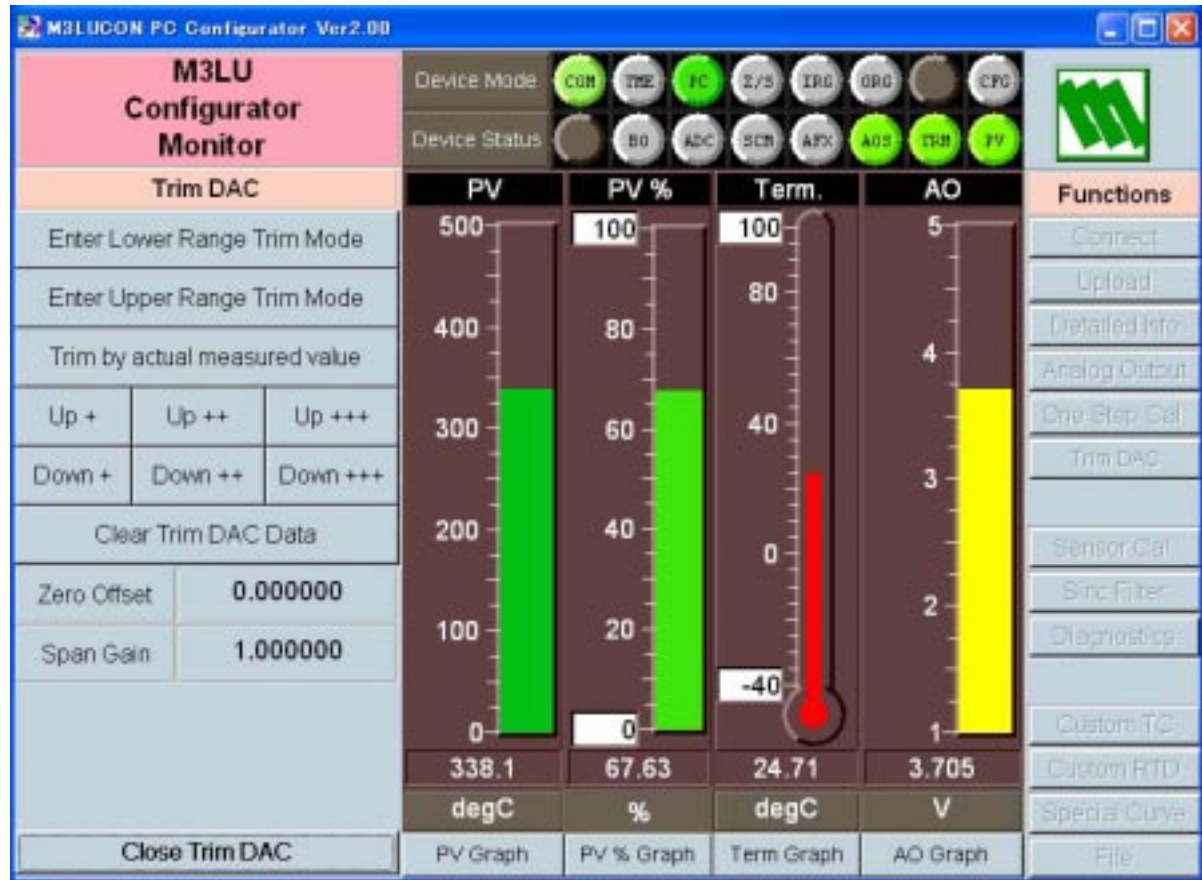 M3LUCON PC Configurator Ver2.00
M3LU
Configurator
Monitor
Device Mode COM TMK PC Z/S IRG ORG CFG
Device Status BO ADC SCM AFX AOS TRM PV
Trim DAC
Enter Lower Range Trim Mode
Enter Upper Range Trim Mode
Trim by actual measured value
Up + Up ++ Up +++
Down + Down ++ Down +++
Clear Trim DAC Data
Zero Offset 0.000000
Span Gain 1.000000
Close Trim DAC
PV
500
400
300
200
100
0
338.1
degC
PV Graph
PV %
100
80
60
40
20
0
67.63
%
PV % Graph
Term.
100
80
40
0
-40
24.71
degC
Term Graph
AO
5
4
3
2
1
3.705
V
AO Graph
Functions
Connect
Upload
Detailed Info
Analog Output
One Step Cal
Trim DAC
Sensor Cal
Sinc Filter
Diagnostics
Custom TC
Custom RTD
Special Curve
File